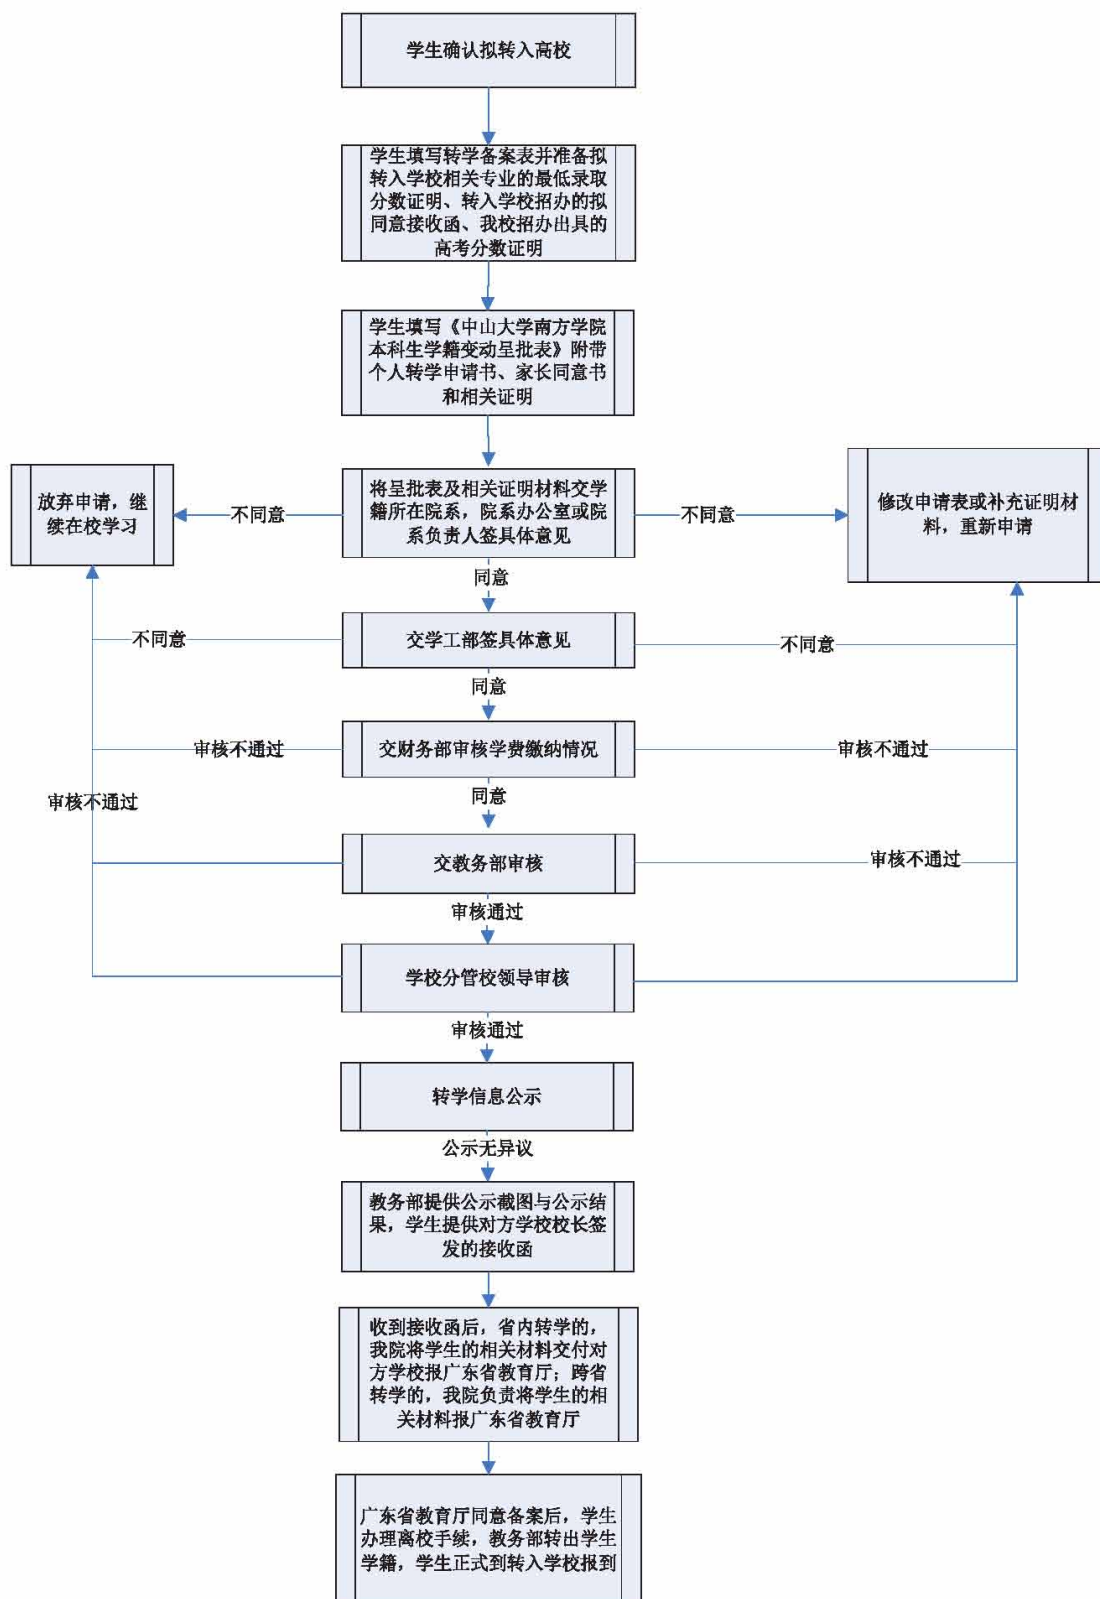 学生确认拟转入高校
学生填写转学备案表并准备拟
转入学校相关专业的最低录取
分数证明、转入学校招办的拟
同意接收函、我校招办出具的
高考分数证明
学生填写《中山大学南方学院
本科生学籍变动呈批表》附带
个人转学申请书、家长同意书
和相关证明
放弃申请，继
续在校学习
不同意
将呈批表及相关证明材料交学
籍所在院系，院系办公室或院
系负责人签具体意见
不同意
修改申请表或补充证明材
料，重新申请
同意
不同意
交学工部签具体意见
不同意
同意
审核不通过
交财务部审核学费缴纳情况
审核不通过
同意
审核不通过
交教务部审核
审核不通过
审核通过
学校分管校领导审核
审核通过
转学信息公示
公示无异议
教务部提供公示截图与公示结
果，学生提供对方学校校长签
发的接收函
收到接收函后，省内转学的，
我院将学生的相关材料交付对
方学校报广东省教育厅；跨省
转学的，我院负责将学生的相
关材料报广东省教育厅
广东省教育厅同意备案后，学生
办理离校手续，教务部转出学生
学籍，学生正式到转入学校报到